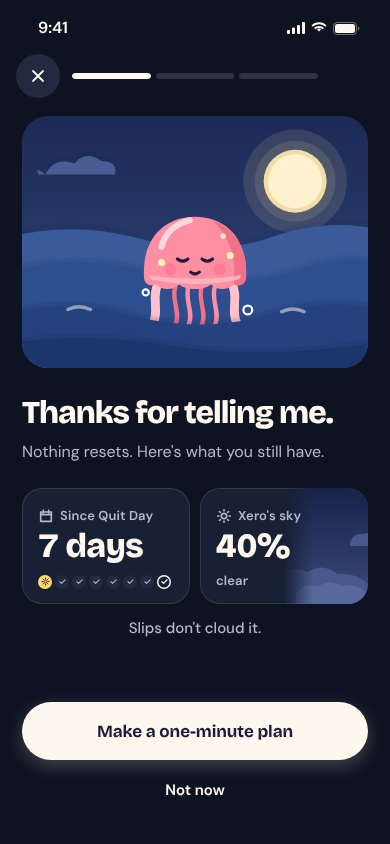 9:41
Thanks for telling me.
Nothing resets. Here's what you still have.
Since Quit Day
7 days
Xero's sky
40%
clear
Slips don't cloud it.
Make a one-minute plan
Not now